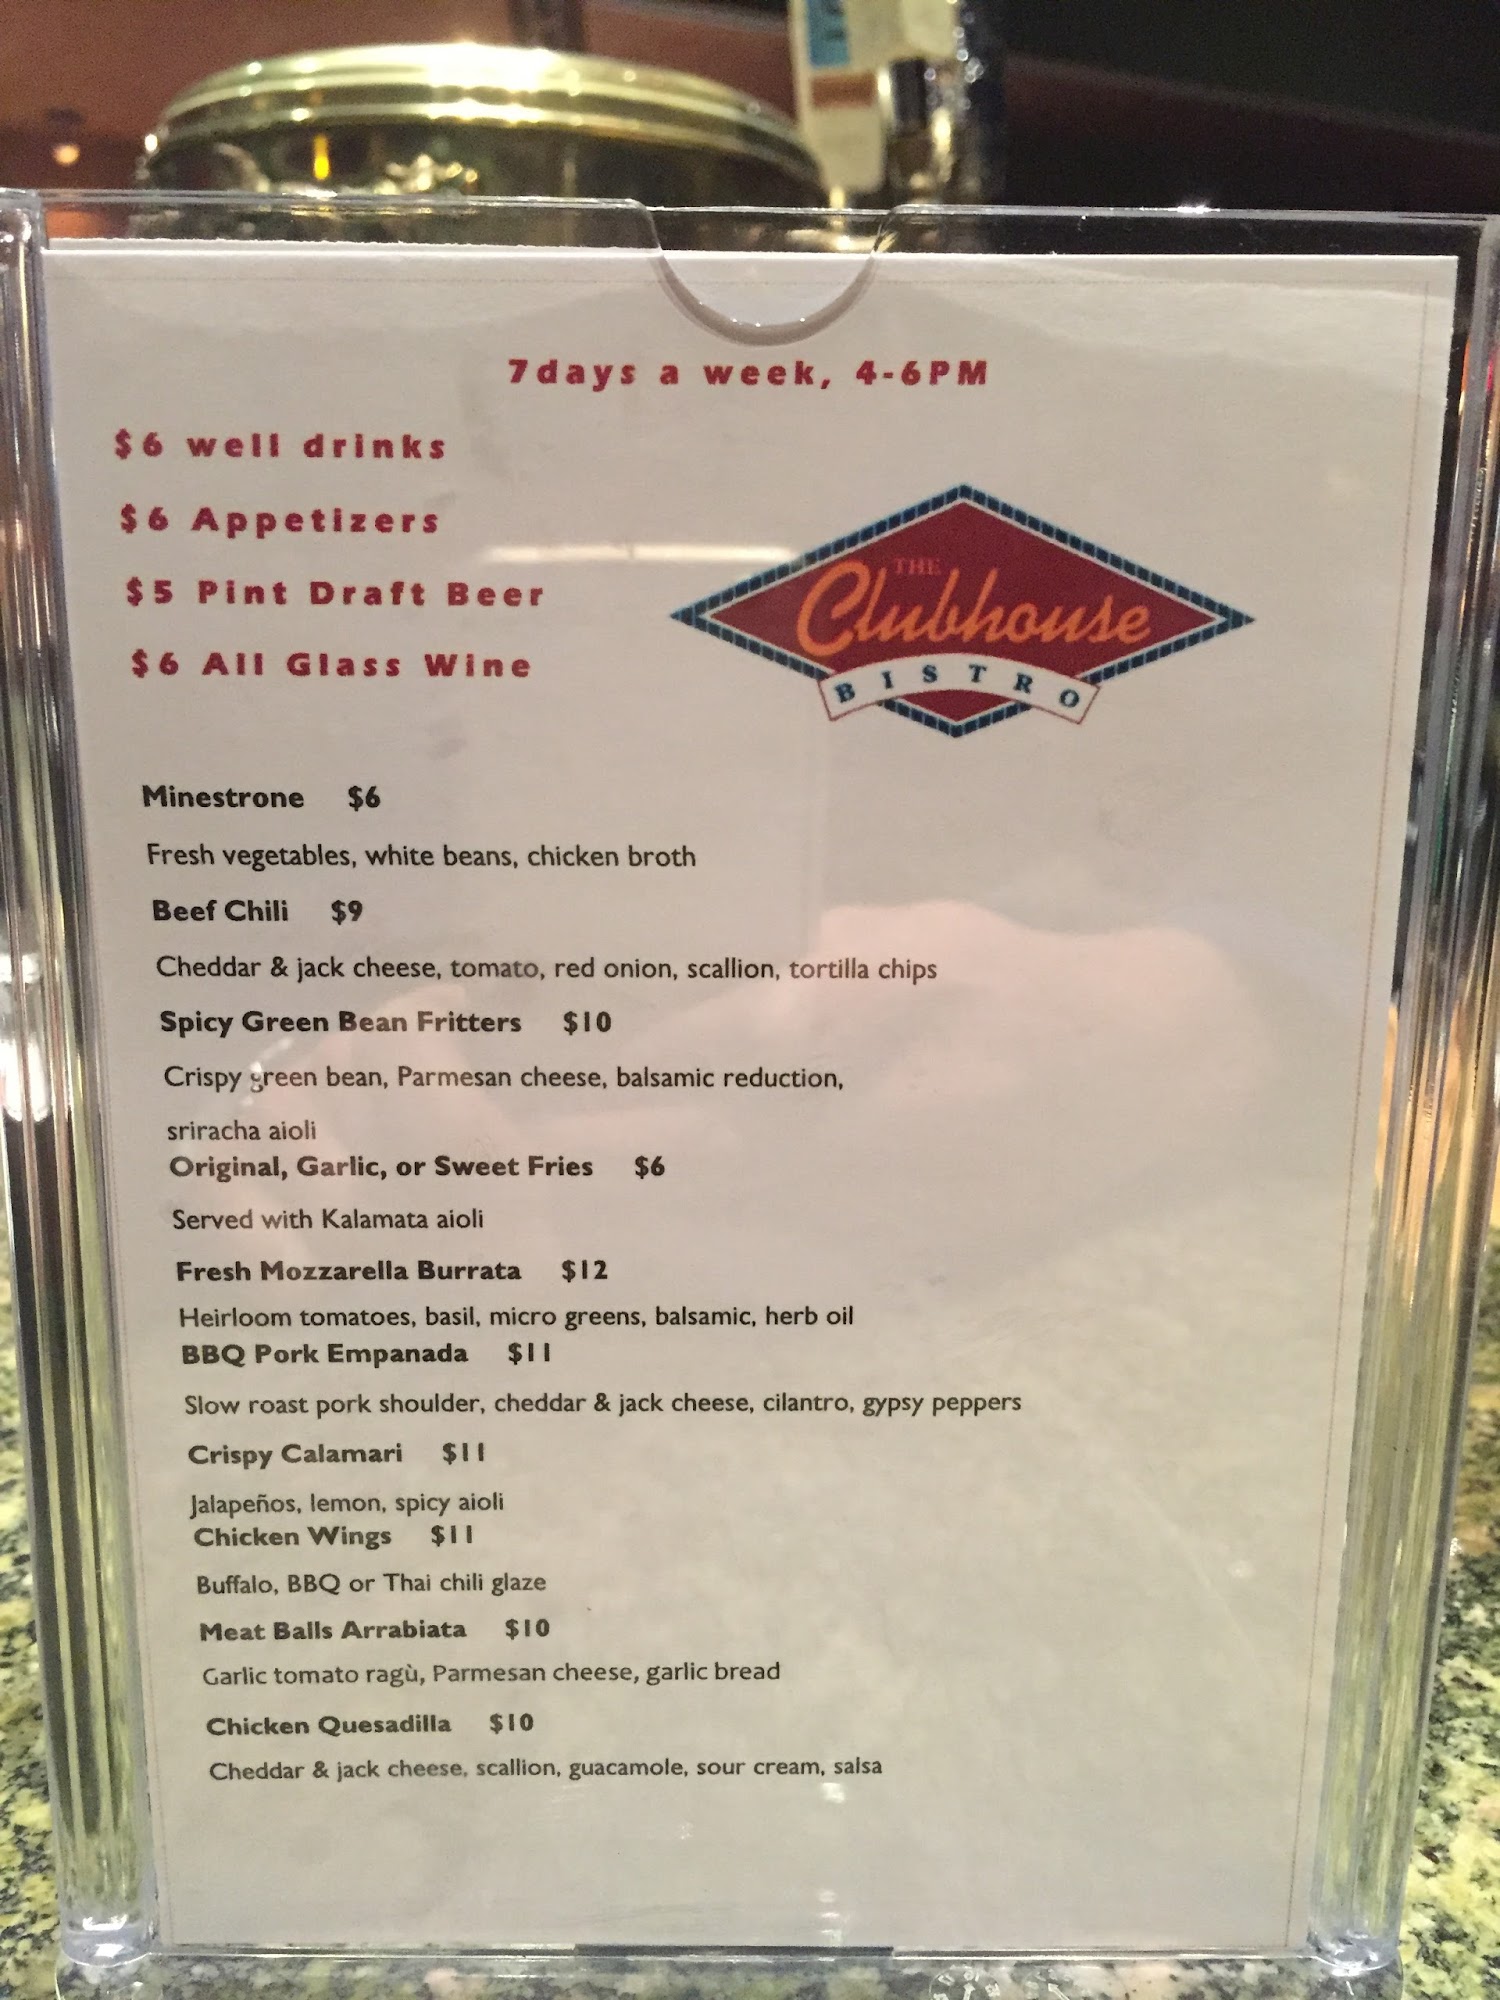 7days a week, 4-6PM
$6 well drinks
$6 Appetizers
$5 Pint Draft Beer
$6 All Glass Wine
THE
Clubhouse
BISTRO
Minestrone $6
Fresh vegetables, white beans, chicken broth
Beef Chili $9
Cheddar & jack cheese, tomato, red onion, scallion, tortilla chips
Spicy Green Bean Fritters $10
Crispy green bean, Parmesan cheese, balsamic reduction,
sriracha aioli
Original, Garlic, or Sweet Fries $6
Served with Kalamata aioli
Fresh Mozzarella Burrata $12
Heirloom tomatoes, basil, micro greens, balsamic, herb oil
BBQ Pork Empanada $11
Slow roast pork shoulder, cheddar & jack cheese, cilantro, gypsy peppers
Crispy Calamari $11
Jalapeños, lemon, spicy aioli
Chicken Wings $11
Buffalo, BBQ or Thai chili glaze
Meat Balls Arrabiata $10
Garlic tomato ragù, Parmesan cheese, garlic bread
Chicken Quesadilla $10
Cheddar & jack cheese, scallion, guacamole, sour cream, salsa